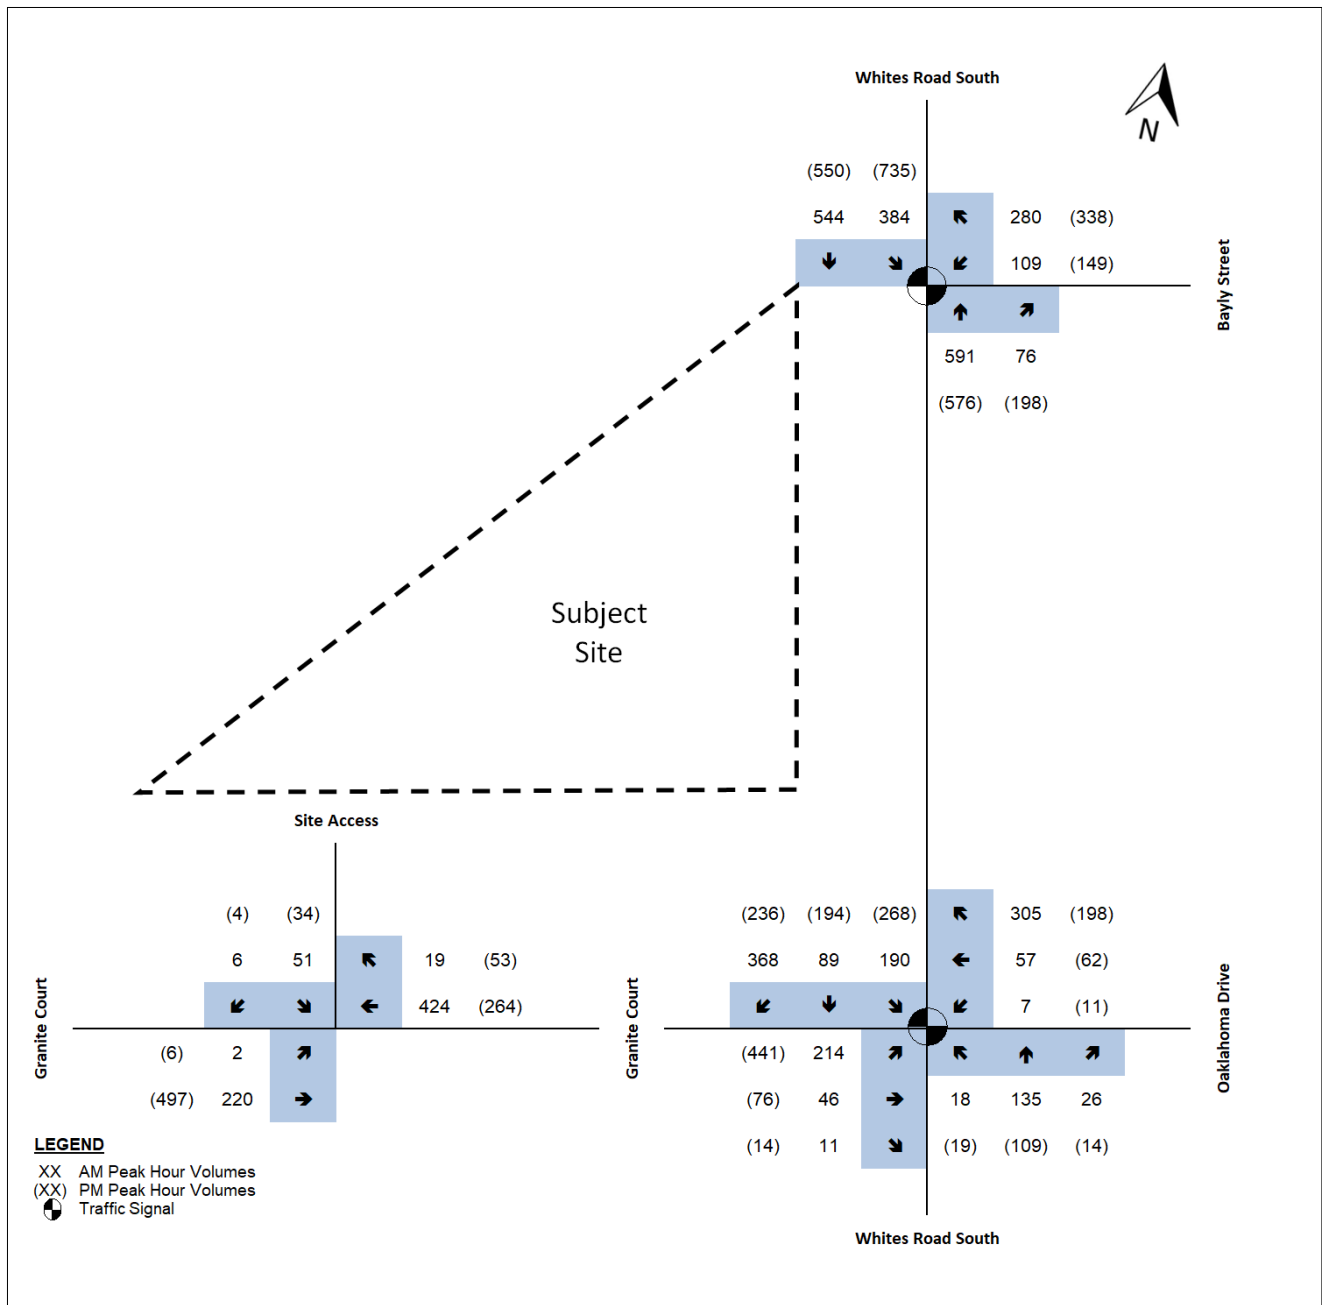 Whites Road South
N
(550) (735)
544 384 280 (338)
109 (149)
Bayly Street
591 76
(576) (198)
Subject
Site
Site Access
(4) (34)
6 51 19 (53)
424 (264)
Granite Court
(6) 2
(497) 220
(236) (194) (268) 305 (198)
368 89 190 57 (62)
7 (11)
Granite Court
Oaklahoma Drive
(441) 214
(76) 46 18 135 26
(14) 11 (19) (109) (14)
LEGEND
XX AM Peak Hour Volumes
(XX) PM Peak Hour Volumes
Traffic Signal
Whites Road South